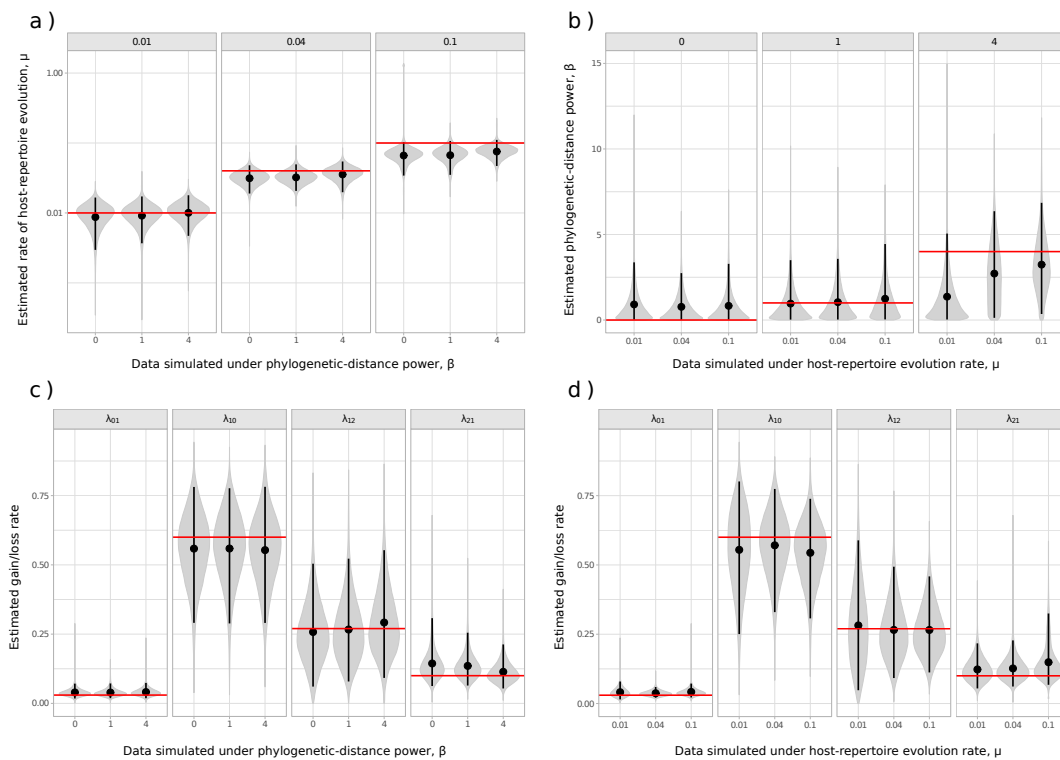 a )
0.01 0.04 0.1
Estimated rate of host-repertoire evolution, μ
1.00
0.01
0 1 4 0 1 4 0 1 4
Data simulated under phylogenetic-distance power, β
b )
0 1 4
Estimated phylogenetic-distance power, β
15
10
5
0
0.01 0.04 0.1 0.01 0.04 0.1 0.01 0.04 0.1
Data simulated under host-repertoire evolution rate, μ
c )
λ₀₁ λ₁₀ λ₁₂ λ₂₁
Estimated gain/loss rate
0.75
0.50
0.25
0.00
0 1 4 0 1 4 0 1 4 0 1 4
Data simulated under phylogenetic-distance power, β
d )
λ₀₁ λ₁₀ λ₁₂ λ₂₁
Estimated gain/loss rate
0.75
0.50
0.25
0.00
0.01 0.04 0.1 0.01 0.04 0.1 0.01 0.04 0.1 0.01 0.04 0.1
Data simulated under host-repertoire evolution rate, μ